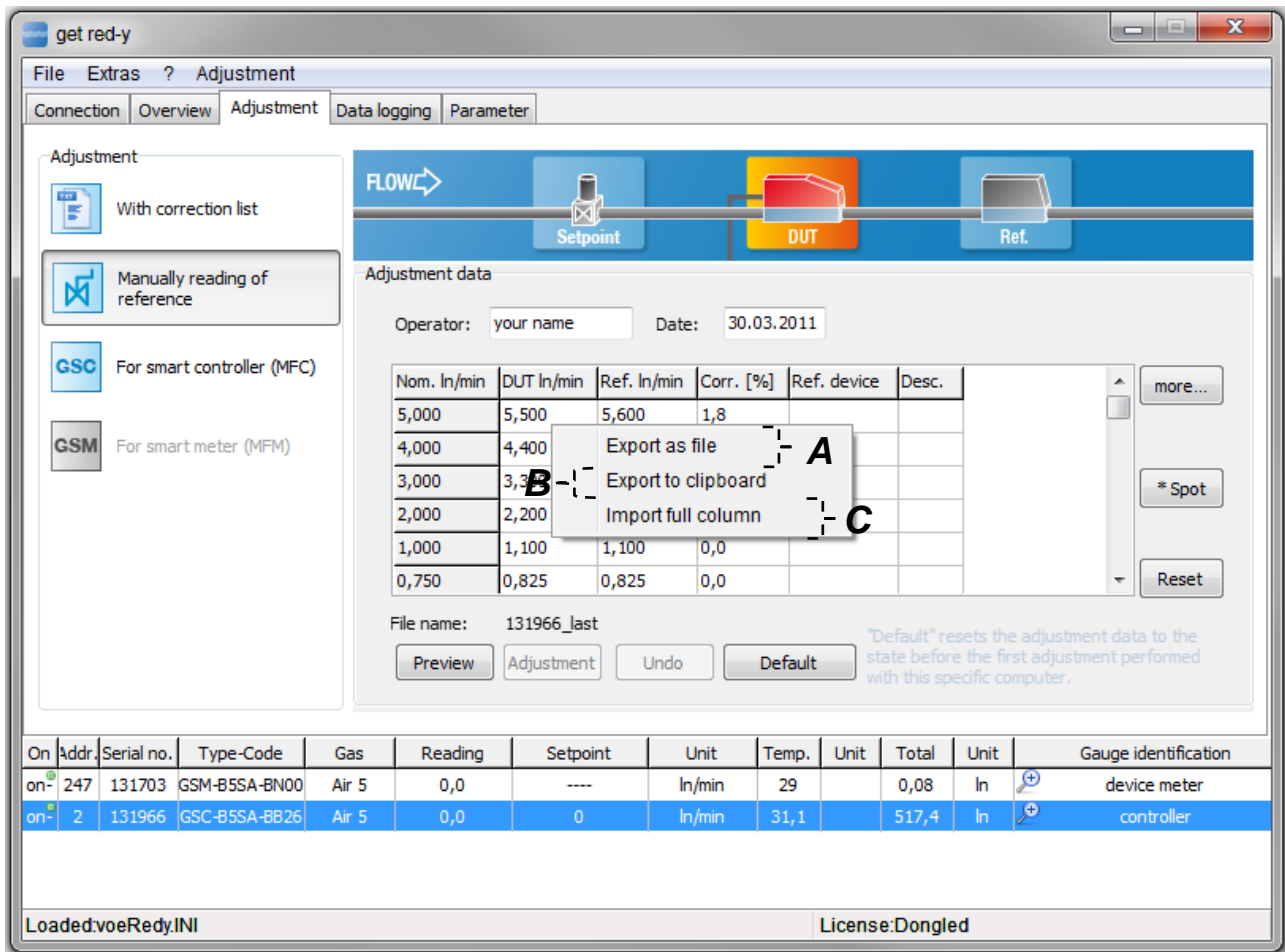 get red-y
File Extras ? Adjustment
Connection Overview Adjustment Data logging Parameter
Adjustment
With correction list
Manually reading of
reference
GSC For smart controller (MFC)
GSM For smart meter (MFM)
FLOW
Setpoint DUT Ref.
Adjustment data
Operator: your name Date: 30.03.2011
Nom. ln/min DUT ln/min Ref. ln/min Corr. [%] Ref. device Desc.
5,000 5,500 5,600 1,8
4,000 4,400
3,000
2,000 2,200
1,000 1,100 1,100 0,0
0,750 0,825 0,825 0,0
Export as file A
B Export to clipboard
Import full column C
more...
* Spot
Reset
File name: 131966_last
Preview Adjustment Undo Default
"Default" resets the adjustment data to the
state before the first adjustment performed
with this specific computer.
On Addr. Serial no. Type-Code Gas Reading Setpoint Unit Temp. Unit Total Unit Gauge identification
on- 247 131703 GSM-B5SA-BN00 Air 5 0,0 ---- ln/min 29 0,08 ln device meter
on- 2 131966 GSC-B5SA-BB26 Air 5 0,0 0 ln/min 31,1 517,4 ln controller
Loaded:voeRedy.INI License:Dongled